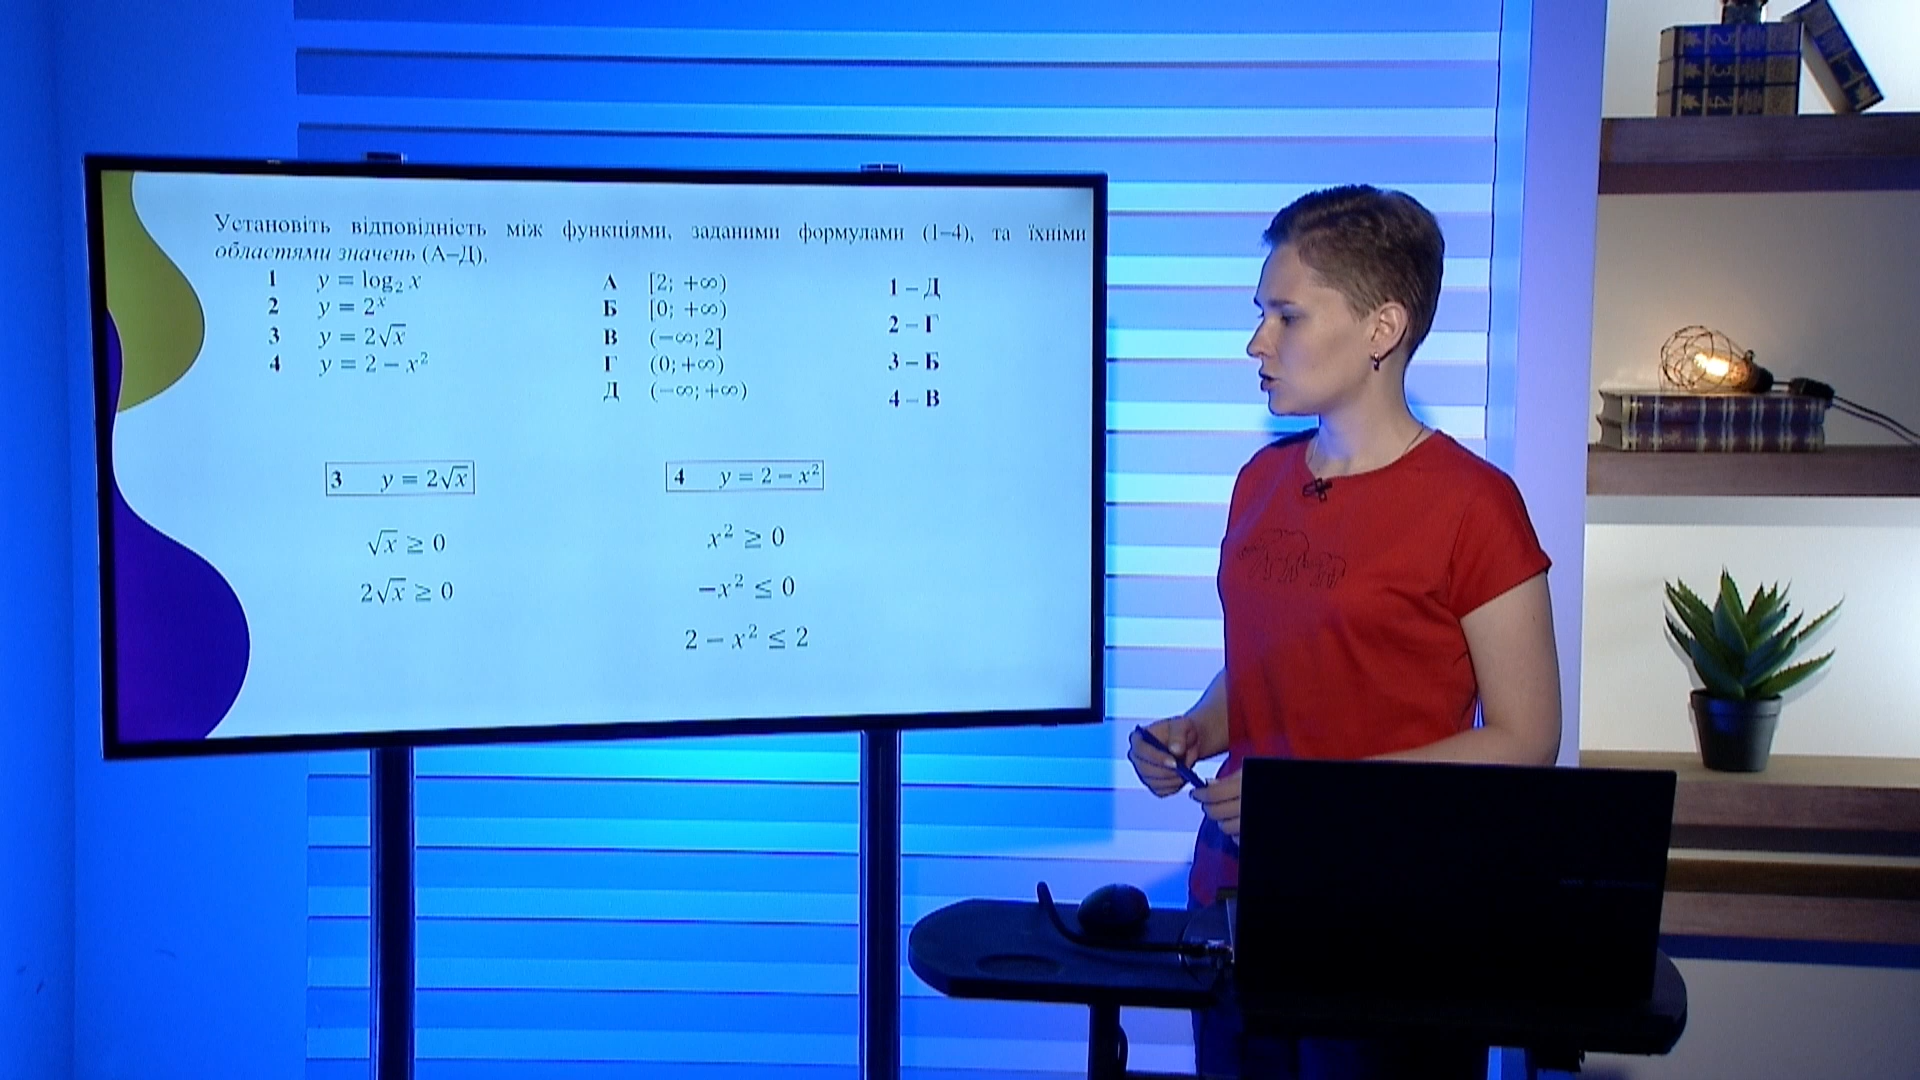 Установіть відповідність між функціями, заданими формулами (1–4), та їхніми
областями значень (А–Д).
1 y = log₂ x
2 y = 2ˣ
3 y = 2√x
4 y = 2 − x²
А [2; +∞)
Б [0; +∞)
В (−∞; 2]
Г (0; +∞)
Д (−∞; +∞)
1 – Д
2 – Г
3 – Б
4 – В
3 y = 2√x
√x ≥ 0
2√x ≥ 0
4 y = 2 − x²
x² ≥ 0
−x² ≤ 0
2 − x² ≤ 2